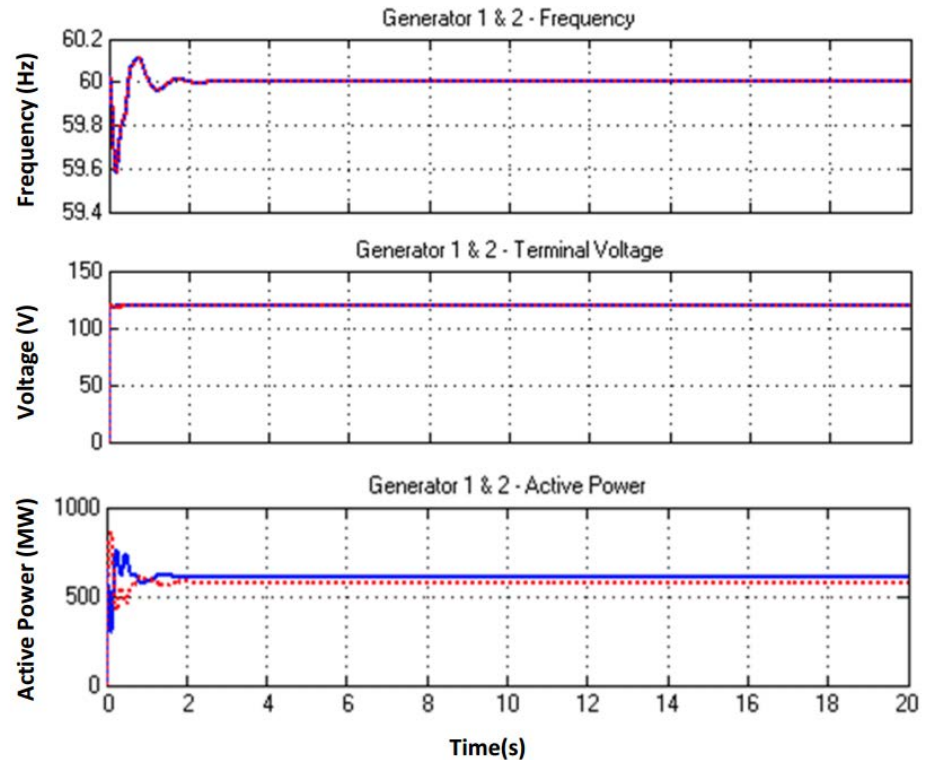 Generator 1 & 2 - Frequency
Frequency (Hz)
60.2
60
59.8
59.6
59.4
Generator 1 & 2 - Terminal Voltage
Voltage (V)
150
100
50
0
Generator 1 & 2 - Active Power
Active Power (MW)
1000
500
0
0 2 4 6 8 10 12 14 16 18 20
Time(s)